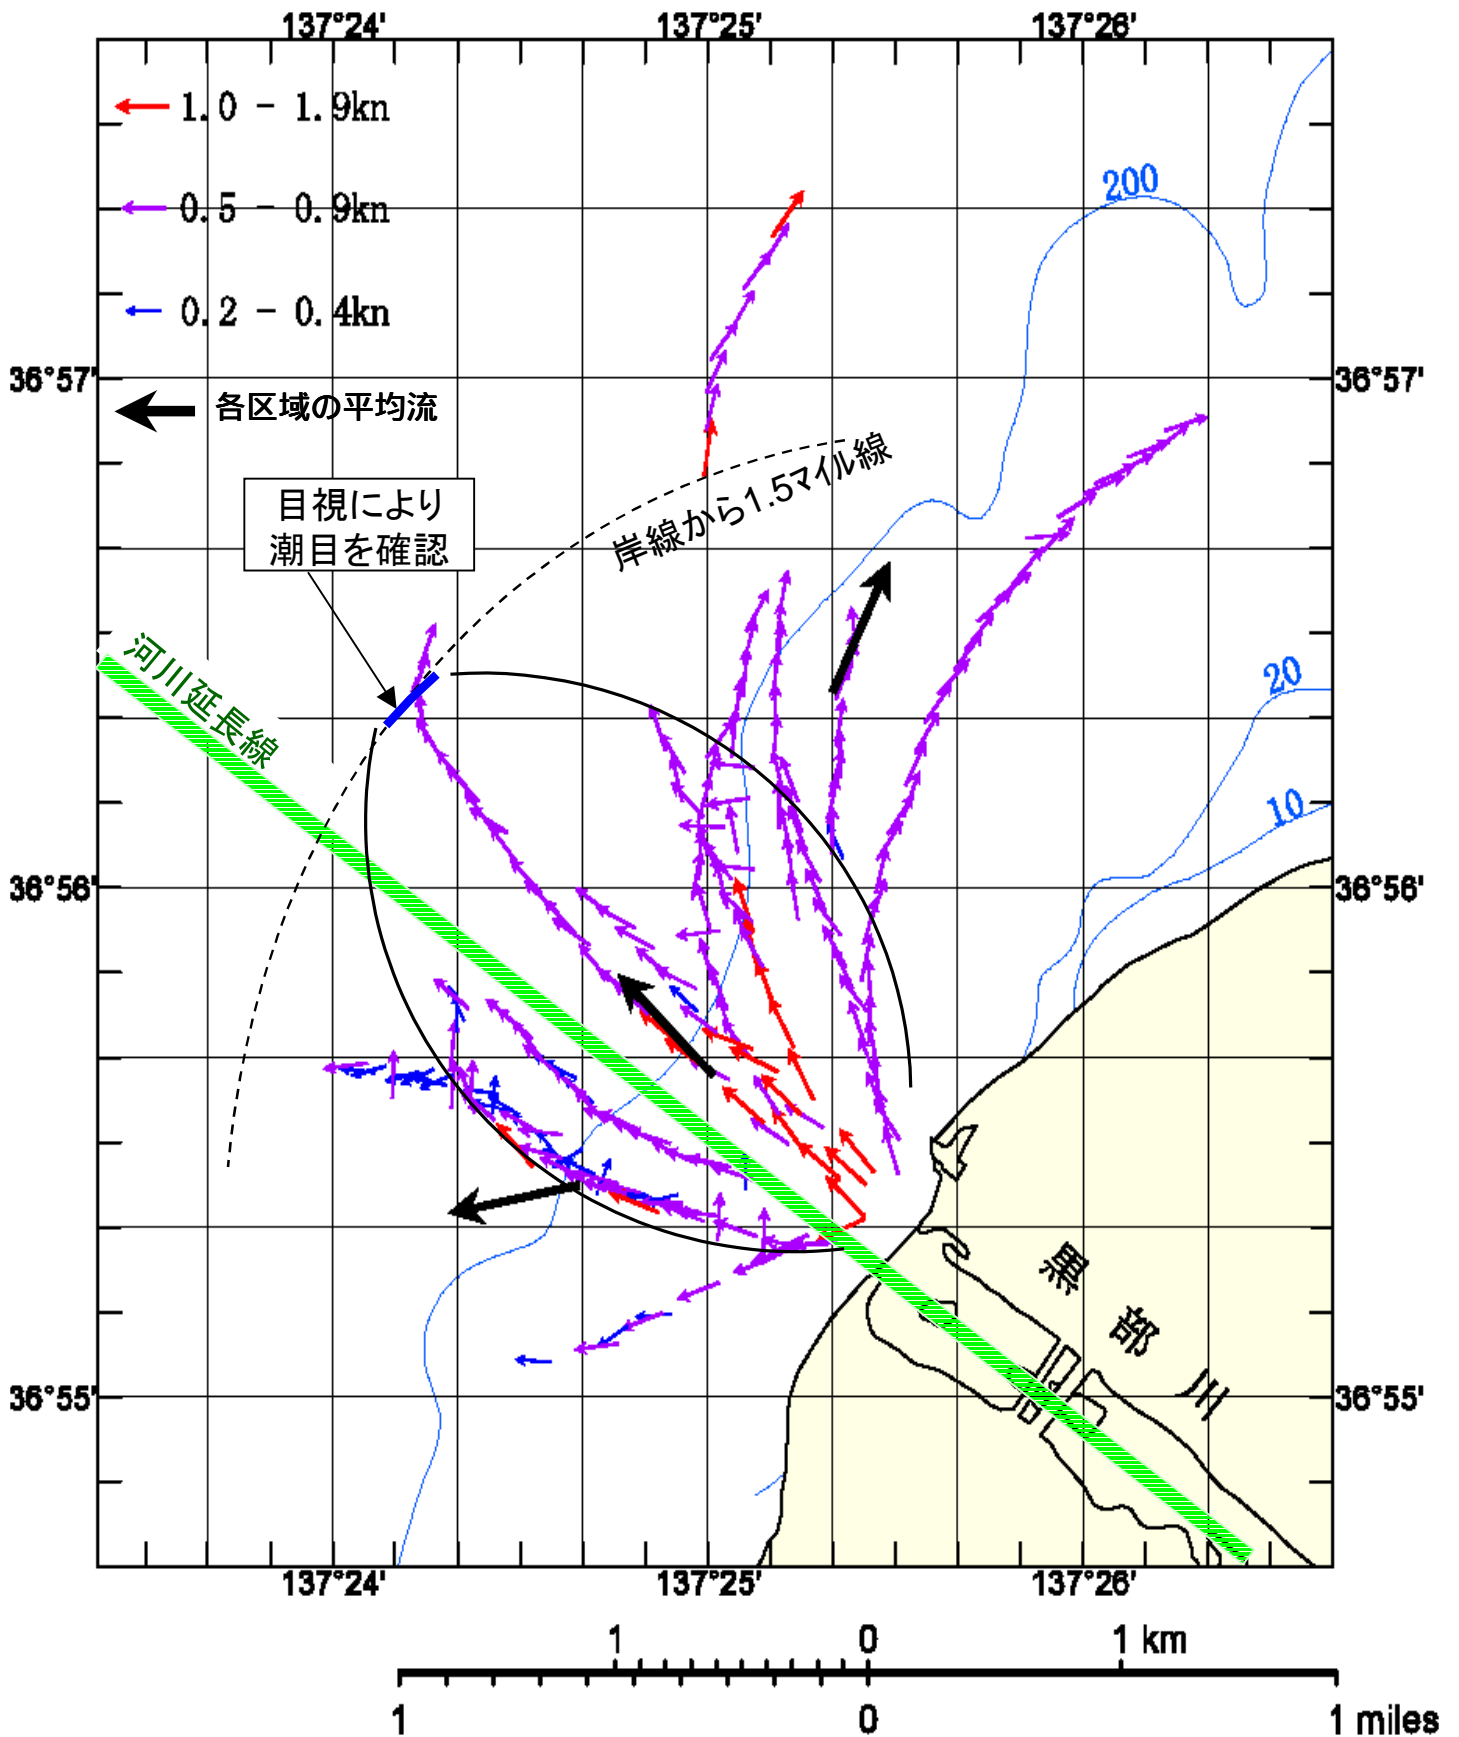 137°24'
137°25'
137°26'
1.0 - 1.9kn
0.5 - 0.9kn
0.2 - 0.4kn
各区域の平均流
200
36°57'
36°57'
岸線から1.5マイル線
目視により
潮目を確認
河川延長線
20
10
36°56'
36°56'
黒部川
36°55'
36°55'
137°24'
137°25'
137°26'
1 0 1 km
1 0 1 miles